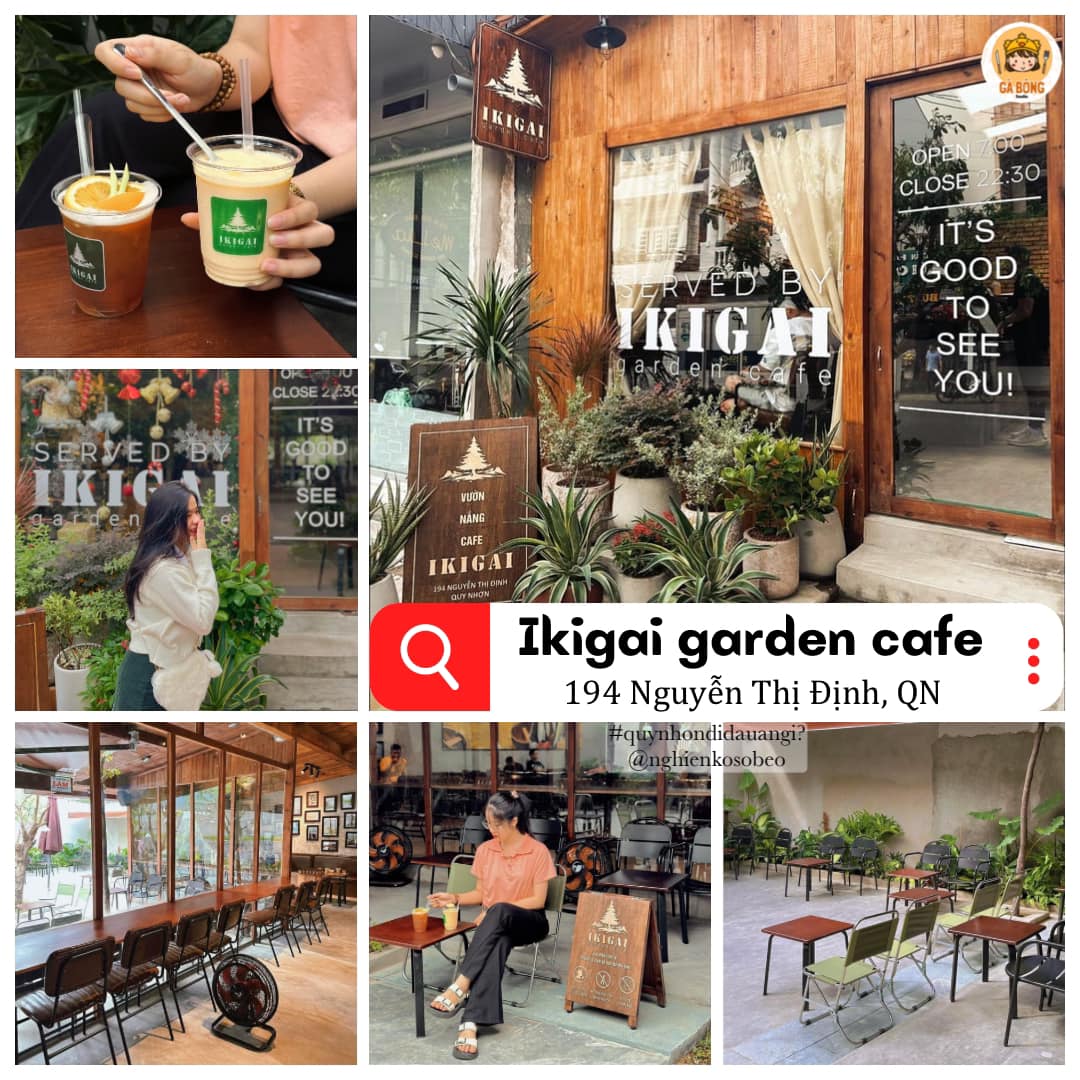 IKIGAI
IKIGAI
IKIGAI
GÀ BÔNG
OPEN 7:00
CLOSE 22:30
IT'S
GOOD
TO
SEE
YOU!
SERVED BY
IKIGAI
garden cafe
VƯỜN
NẮNG
CAFE
IKIGAI
194 NGUYỄN THỊ ĐỊNH
QUY NHƠN
CLOSE 22:30
IT'S
GOOD
TO
SEE
YOU!
SERVED BY
IKIGAI
garden cafe
Ikigai garden cafe
194 Nguyễn Thị Định, QN
#quynhondidauangi?
@nghienkosobeo
IKIGAI